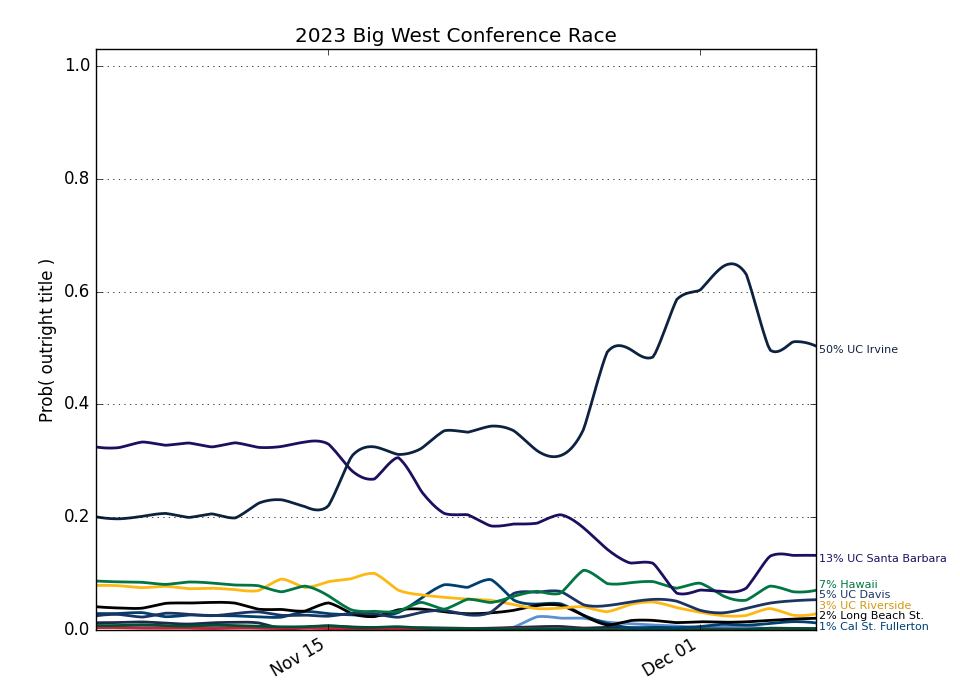 2023 Big West Conference Race
Prob( outright title )
1.0
0.8
0.6
0.4
0.2
0.0
Nov 15
Dec 01
50% UC Irvine
13% UC Santa Barbara
7% Hawaii
5% UC Davis
3% UC Riverside
2% Long Beach St.
1% Cal St. Fullerton